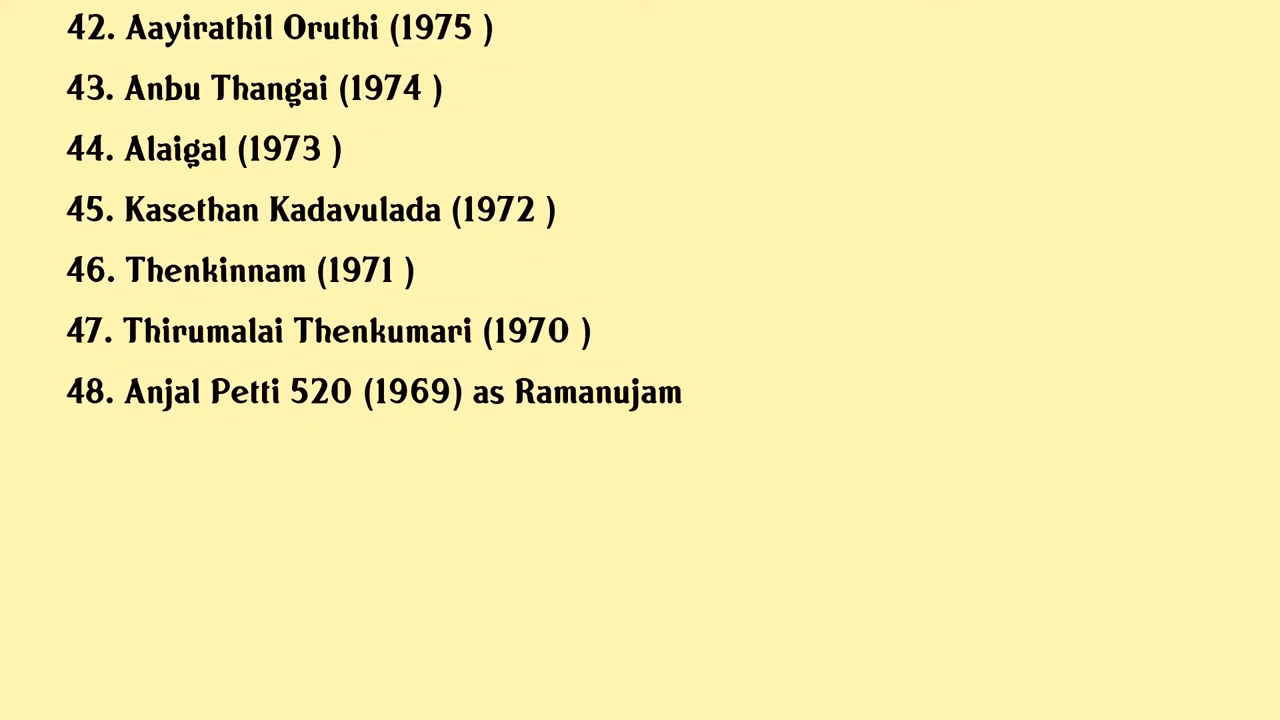 42. Aayirathil Oruthi (1975 )
43. Anbu Thangai (1974 )
44. Alaigal (1973 )
45. Kasethan Kadavulada (1972 )
46. Thenkinnam (1971 )
47. Thirumalai Thenkumari (1970 )
48. Anjal Petti 520 (1969) as Ramanujam